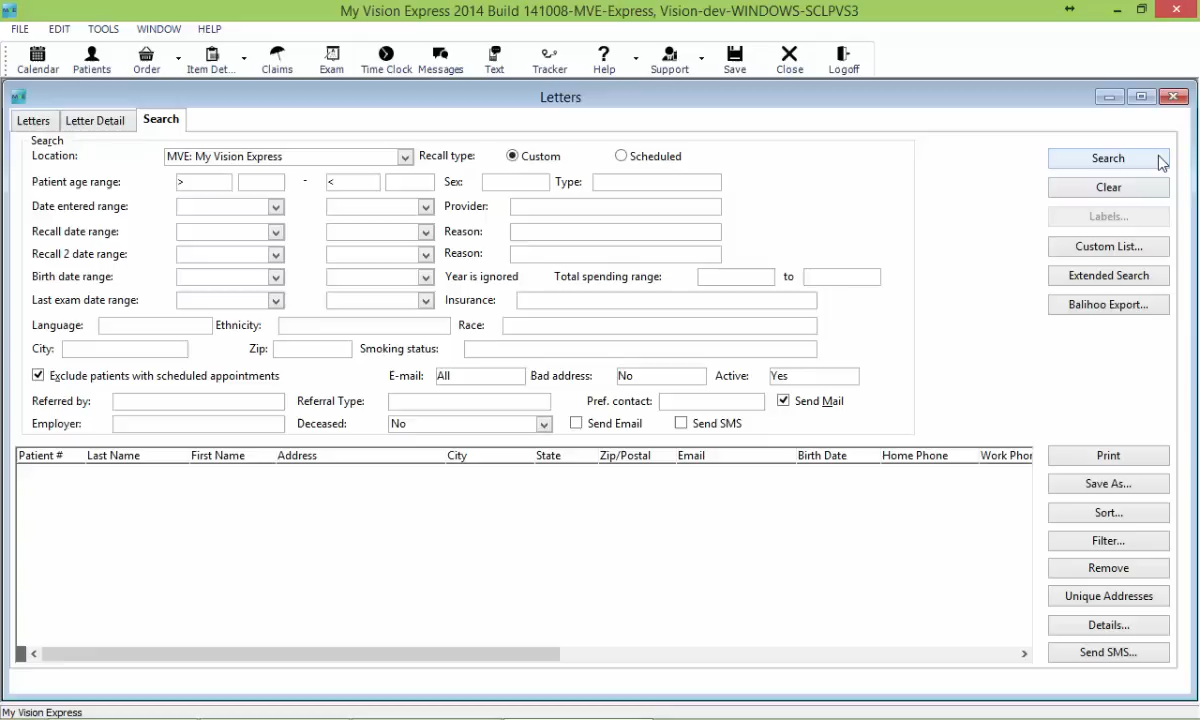 My Vision Express 2014 Build 141008-MVE-Express, Vision-dev-WINDOWS-SCLPVS3
FILE EDIT TOOLS WINDOW HELP
Calendar Patients Order Item Det... Claims Exam Time Clock Messages Text Tracker Help Support Save Close Logoff
Letters
Letters Letter Detail Search
Search
Location: MVE: My Vision Express Recall type: Custom Scheduled Search
Patient age range: > - < Sex: Type: Clear
Date entered range: Provider: Labels...
Recall date range: Reason:
Recall 2 date range: Reason: Custom List...
Birth date range: Year is ignored Total spending range: to Extended Search
Last exam date range: Insurance: Balihoo Export...
Language: Ethnicity: Race:
City: Zip: Smoking status:
Exclude patients with scheduled appointments E-mail: All Bad address: No Active: Yes
Referred by: Referral Type: Pref. contact: Send Mail
Employer: Deceased: No Send Email Send SMS
Patient # Last Name First Name Address City State Zip/Postal Email Birth Date Home Phone Work Phor Print
Save As...
Sort...
Filter...
Remove
Unique Addresses
Details...
Send SMS...
My Vision Express